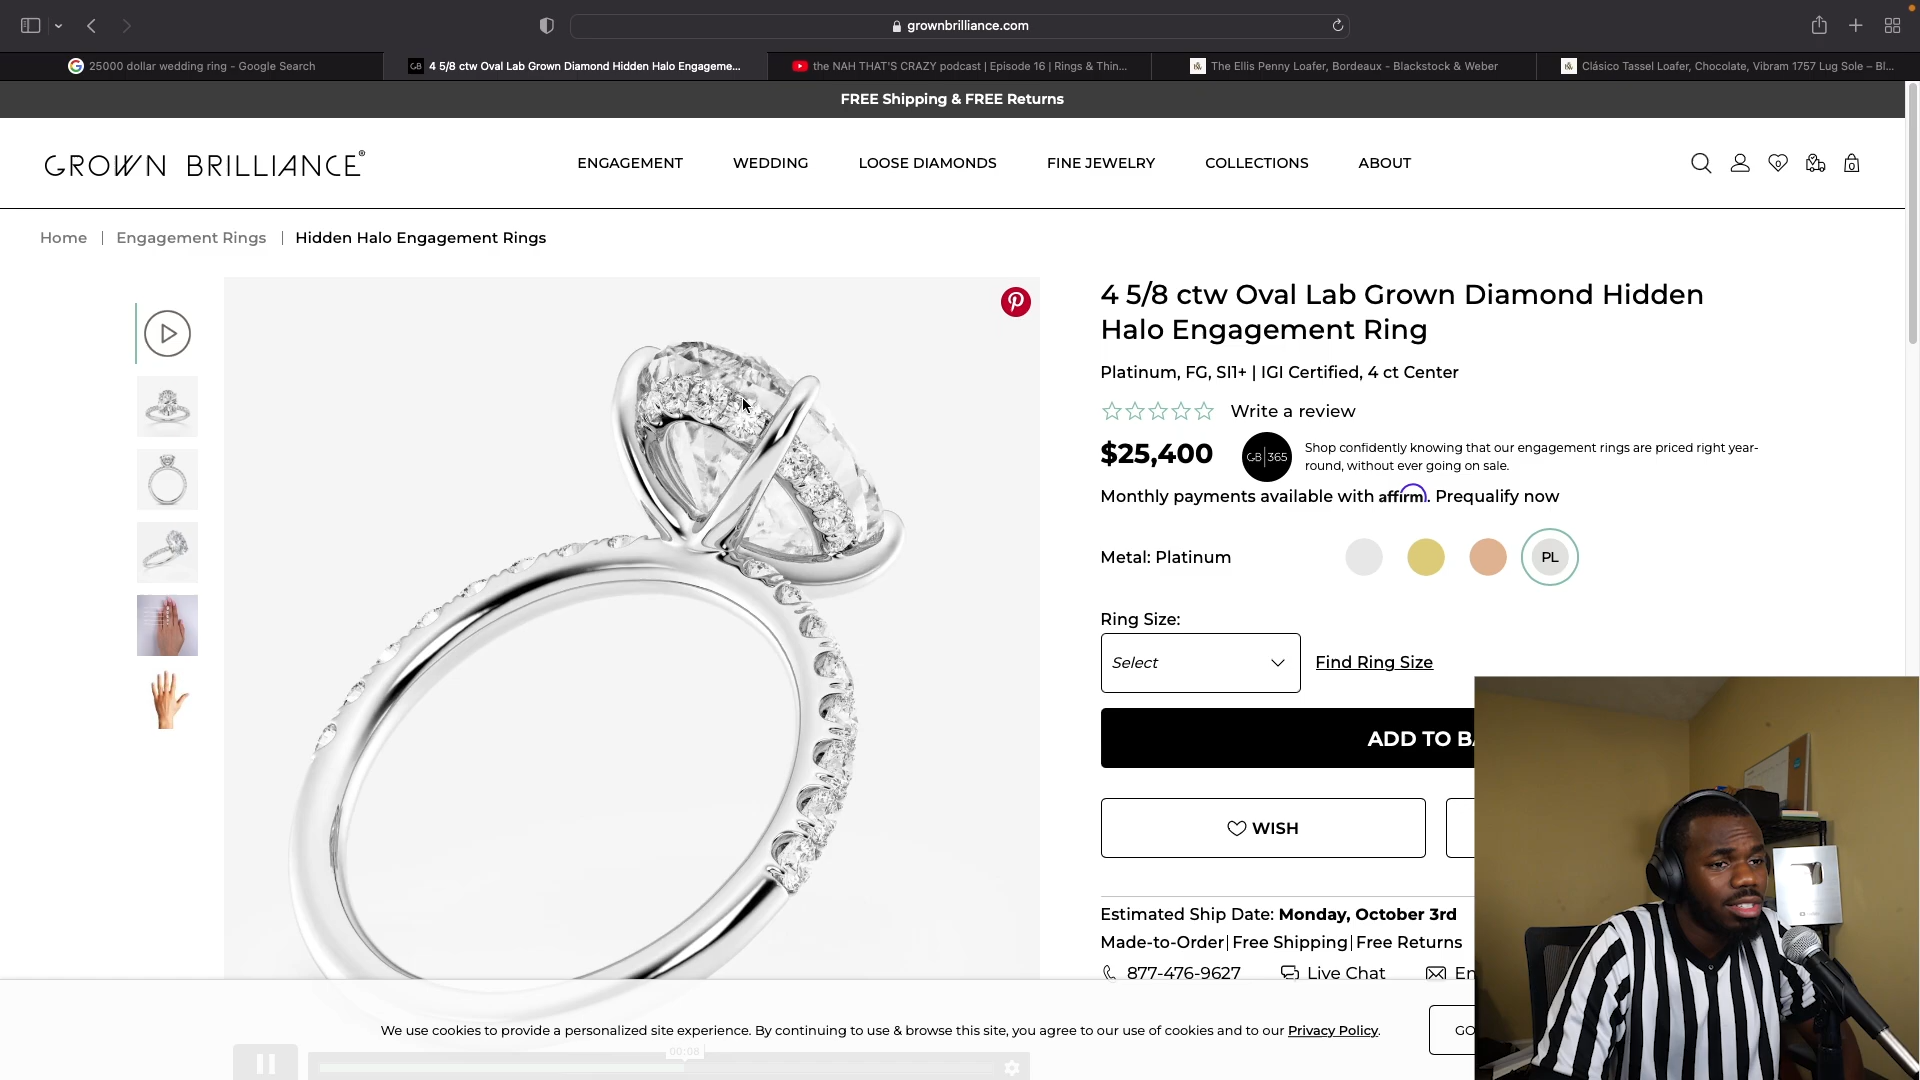 grownbrilliance.com
25000 dollar wedding ring - Google Search
GB
4 5/8 ctw Oval Lab Grown Diamond Hidden Halo Engageme...
the NAH THAT'S CRAZY podcast | Episode 16 | Rings & Thin...
The Ellis Penny Loafer, Bordeaux - Blackstock & Weber
Clásico Tassel Loafer, Chocolate, Vibram 1757 Lug Sole – Bl...
FREE Shipping & FREE Returns
GROWN BRILLIANCE®
ENGAGEMENT
WEDDING
LOOSE DIAMONDS
FINE JEWELRY
COLLECTIONS
ABOUT
0
0
Home | Engagement Rings | Hidden Halo Engagement Rings
4 5/8 ctw Oval Lab Grown Diamond Hidden
Halo Engagement Ring
Platinum, FG, SI1+ | IGI Certified, 4 ct Center
Write a review
$25,400
GB|365
Shop confidently knowing that our engagement rings are priced right year-
round, without ever going on sale.
Monthly payments available with affirm. Prequalify now
Metal: Platinum
PL
Ring Size:
Select
Find Ring Size
ADD TO BA
WISH
Estimated Ship Date: Monday, October 3rd
Made-to-Order| Free Shipping| Free Returns
877-476-9627
Live Chat
Em
We use cookies to provide a personalized site experience. By continuing to use & browse this site, you agree to our use of cookies and to our Privacy Policy.
GO
00:08